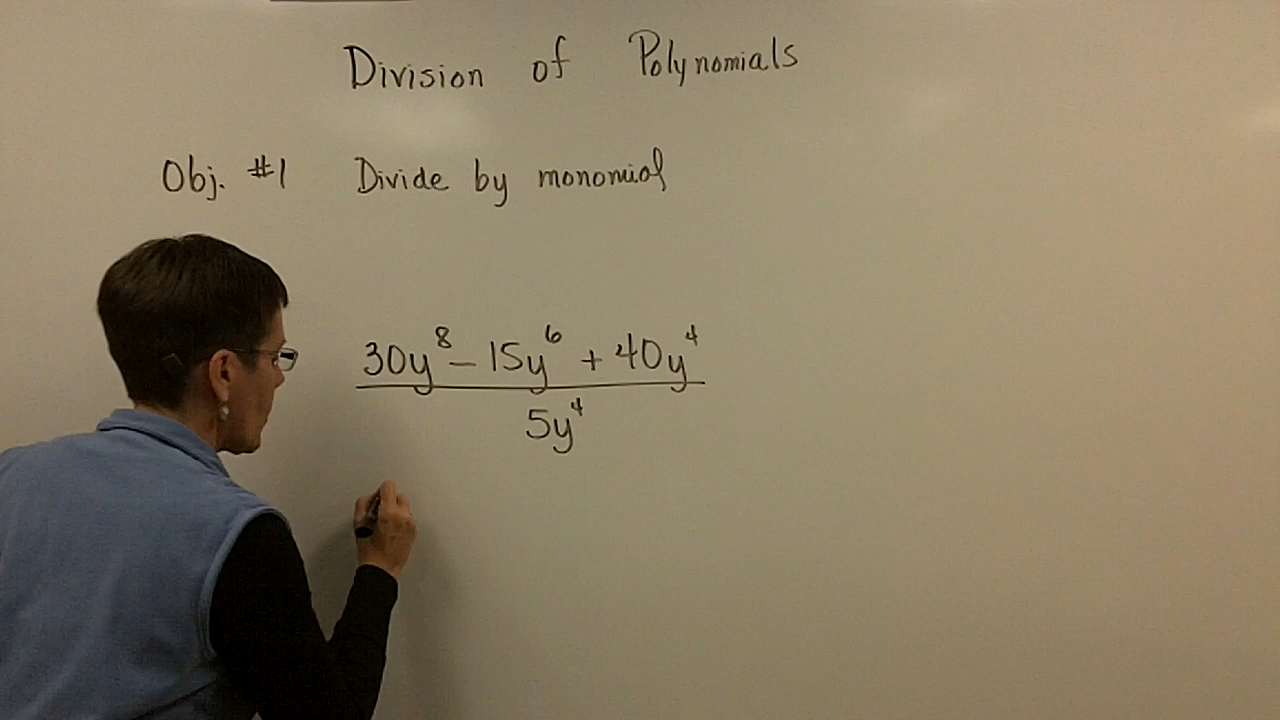 Division of Polynomials
Obj. #1 Divide by monomial
30y⁸ - 15y⁶ + 40y⁴
5y⁴